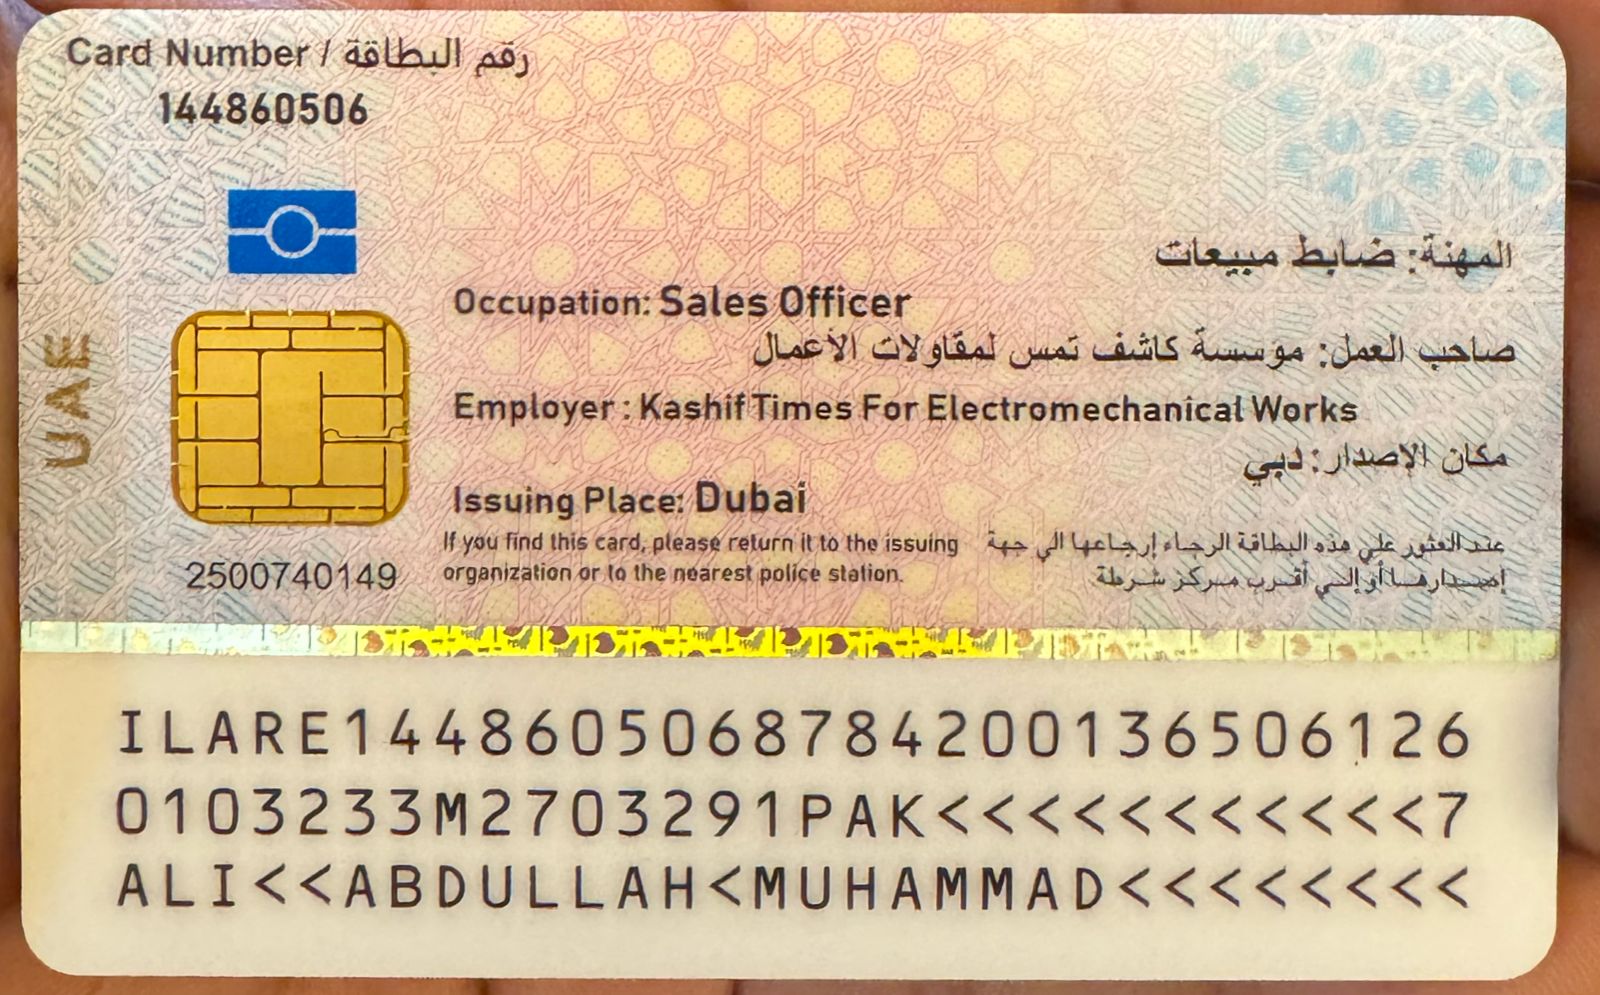 Card Number / رقم البطاقة
144860506
المهنة: ضابط مبيعات
Occupation: Sales Officer
صاحب العمل: موسسة كاشف تمس لمقاولات الأعمال
Employer : Kashif Times For Electromechanical Works
مكان الإصدار: دبي
Issuing Place: Dubai
If you find this card, please return it to the issuing
organization or to the nearest police station.
عند العثور علي هذه البطاقة الرجاء إرجاعها الي جهة
إصدارها أو إلى أقرب مركز شرطة
UAE
2500740149
ILARE1448605068784200136506126
0103233M2703291PAK<<<<<<<<<<<7
ALI<<ABDULLAH<MUHAMMAD<<<<<<<<